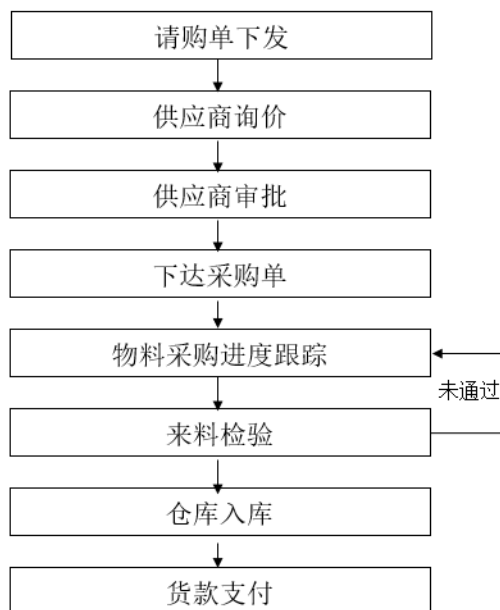 请购单下发
供应商询价
供应商审批
下达采购单
物料采购进度跟踪
未通过
来料检验
仓库入库
货款支付